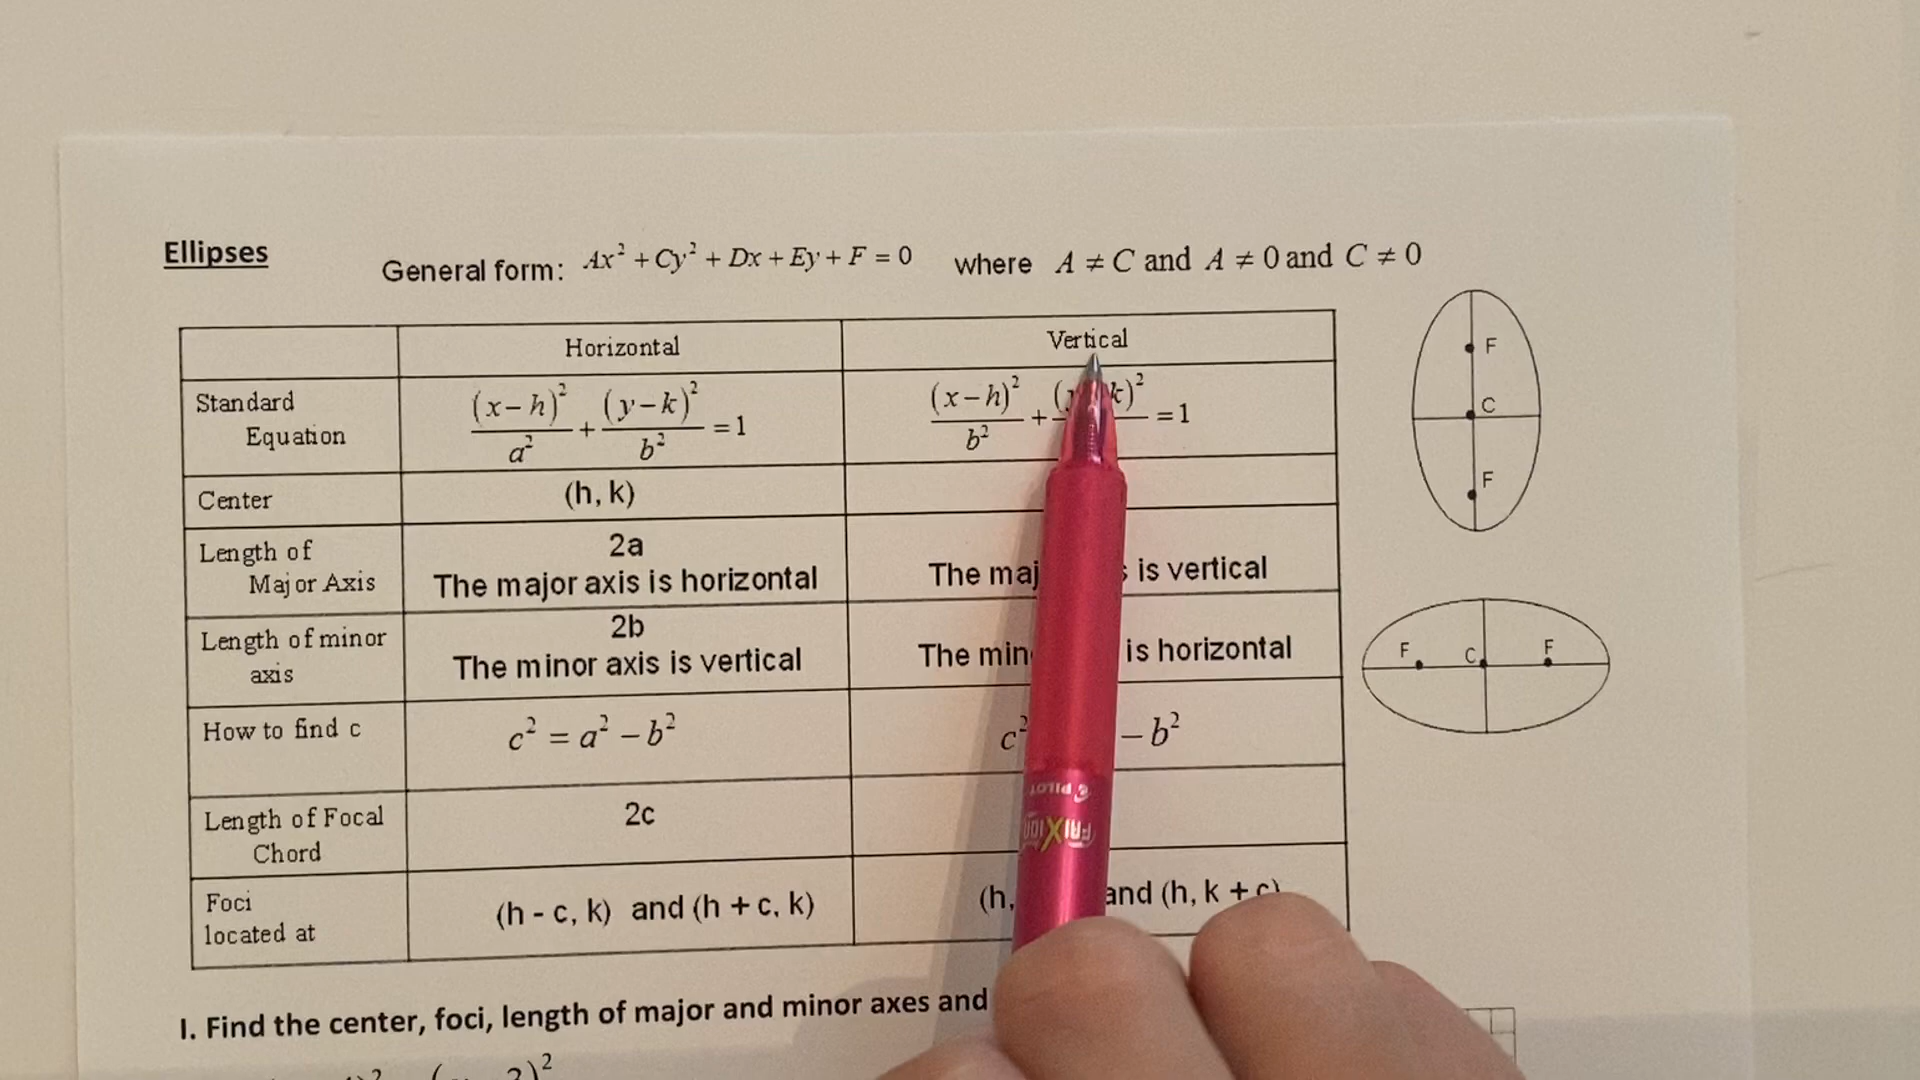 Ellipses
General form: Ax² + Cy² + Dx + Ey + F = 0 where A ≠ C and A ≠ 0 and C ≠ 0
Horizontal
Vertical
Standard
Equation
(x – h)² / a² + (y – k)² / b² = 1
(x – h)² / b² + ( k)² = 1
Center
(h, k)
Length of
Major Axis
2a
The major axis is horizontal
The is vertical
Length of minor
axis
2b
The minor axis is vertical
The is horizontal
How to find c
c² = a² – b²
c² – b²
Length of Focal
Chord
2c
Foci
located at
(h - c, k) and (h + c, k)
(h, and (h, k + c)
F
C
F
F
C
F
PILOT
FRIXION
I. Find the center, foci, length of major and minor axes and